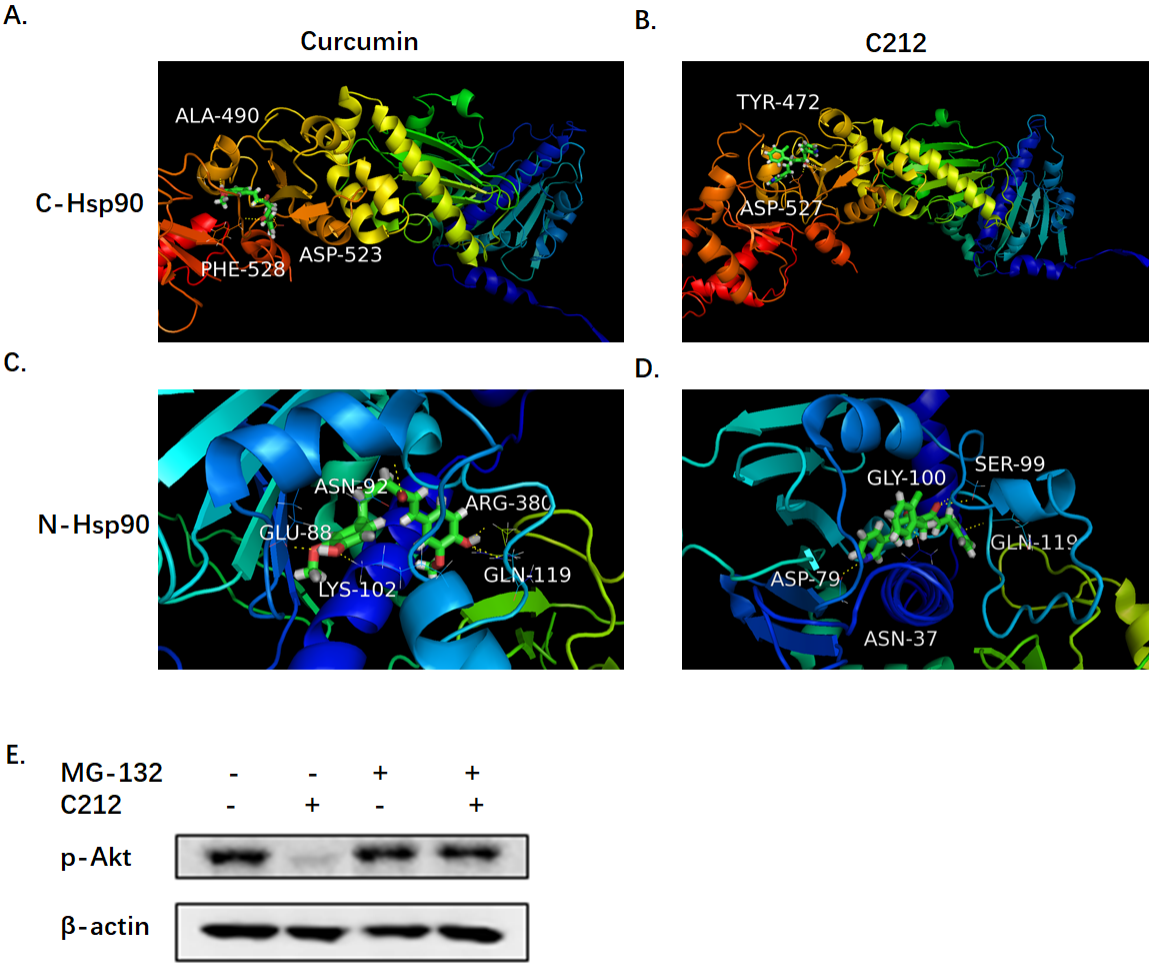 A.
B.
Curcumin
C212
C-Hsp90
ALA-490
PHE-528
ASP-523
TYR-472
ASP-527
C.
D.
N-Hsp90
ASN-92
ARG-380
GLU-88
LYS-102
GLN-119
SER-99
GLY-100
GLN-119
ASP-79
ASN-37
E.
MG-132 - - + +
C212 - + - +
p-Akt
β-actin